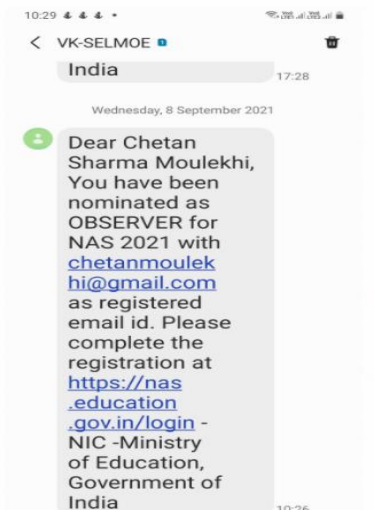 10:29
VK-SELMOE
India
17:28
Wednesday, 8 September 2021
Dear Chetan
Sharma Moulekhi,
You have been
nominated as
OBSERVER for
NAS 2021 with
chetanmoulek
hi@gmail.com
as registered
email id. Please
complete the
registration at
https://nas
.education
.gov.in/login -
NIC -Ministry
of Education,
Government of
India
10:26